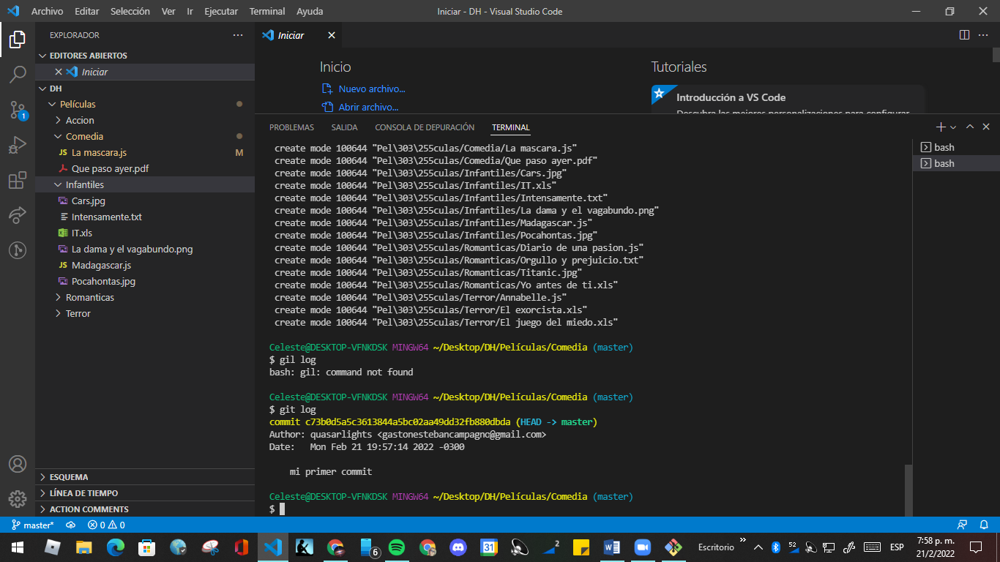 Archivo Editar Selección Ver Ir Ejecutar Terminal Ayuda
Iniciar - DH - Visual Studio Code
EXPLORADOR
EDITORES ABIERTOS
Iniciar
DH
Películas
Accion
Comedia
JS La mascara.js M
Que paso ayer.pdf
Infantiles
Cars.jpg
Intensamente.txt
IT.xls
La dama y el vagabundo.png
JS Madagascar.js
Pocahontas.jpg
Romanticas
Terror
ESQUEMA
LÍNEA DE TIEMPO
ACTION COMMENTS
1
Iniciar
Inicio
Nuevo archivo...
Abrir archivo...
Tutoriales
Introducción a VS Code
Descubra las mejores personalizaciones para configurar
PROBLEMAS SALIDA CONSOLA DE DEPURACIÓN TERMINAL
create mode 100644 "Pel\303\255culas/Comedia/La mascara.js"
create mode 100644 "Pel\303\255culas/Comedia/Que paso ayer.pdf"
create mode 100644 "Pel\303\255culas/Infantiles/Cars.jpg"
create mode 100644 "Pel\303\255culas/Infantiles/IT.xls"
create mode 100644 "Pel\303\255culas/Infantiles/Intensamente.txt"
create mode 100644 "Pel\303\255culas/Infantiles/La dama y el vagabundo.png"
create mode 100644 "Pel\303\255culas/Infantiles/Madagascar.js"
create mode 100644 "Pel\303\255culas/Infantiles/Pocahontas.jpg"
create mode 100644 "Pel\303\255culas/Romanticas/Diario de una pasion.js"
create mode 100644 "Pel\303\255culas/Romanticas/Orgullo y prejuicio.txt"
create mode 100644 "Pel\303\255culas/Romanticas/Titanic.jpg"
create mode 100644 "Pel\303\255culas/Romanticas/Yo antes de ti.xls"
create mode 100644 "Pel\303\255culas/Terror/Annabelle.js"
create mode 100644 "Pel\303\255culas/Terror/El exorcista.xls"
create mode 100644 "Pel\303\255culas/Terror/El juego del miedo.xls"
Celeste@DESKTOP-VFNKDSK MINGW64 ~/Desktop/DH/Películas/Comedia (master)
$ gil log
bash: gil: command not found
Celeste@DESKTOP-VFNKDSK MINGW64 ~/Desktop/DH/Películas/Comedia (master)
$ git log
commit c73b0d5a5c3613844a5bc02aa49dd32fb880dbda (HEAD -> master)
Author: quasarlights <gastonestebancampagno@gmail.com>
Date: Mon Feb 21 19:57:14 2022 -0300
mi primer commit
Celeste@DESKTOP-VFNKDSK MINGW64 ~/Desktop/DH/Películas/Comedia (master)
$
bash
bash
master* 0 0
6 31 2 Escritorio 52 ESP
7:58 p. m.
21/2/2022